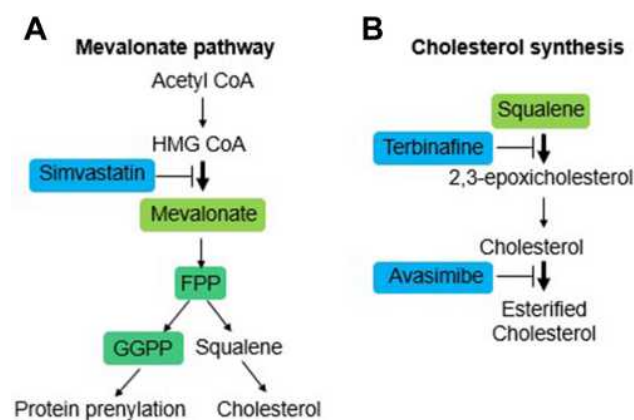 A
Mevalonate pathway
Acetyl CoA
HMG CoA
Simvastatin
Mevalonate
FPP
GGPP
Squalene
Protein prenylation
Cholesterol
B
Cholesterol synthesis
Squalene
Terbinafine
2,3-epoxicholesterol
Cholesterol
Avasimibe
Esterified
Cholesterol